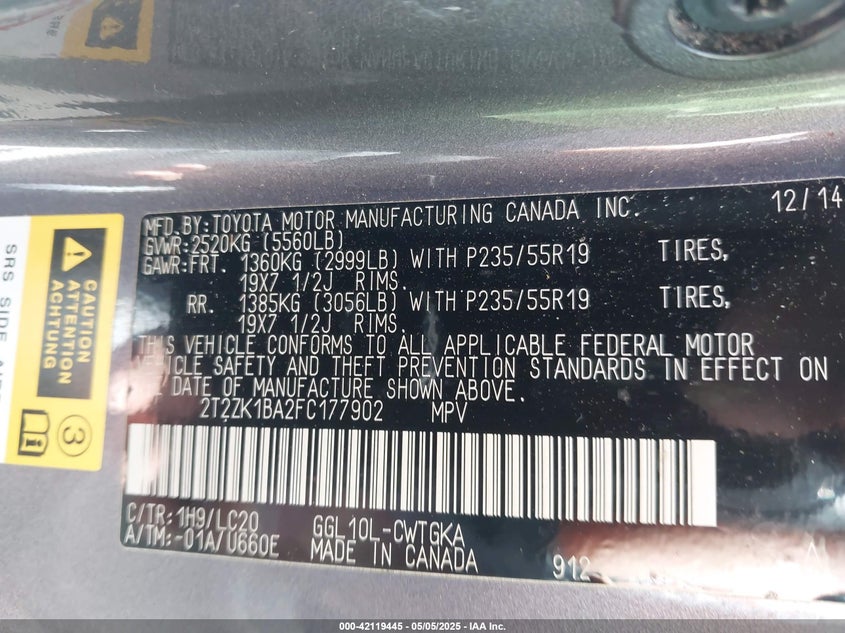 MFD.BY:TOYOTA MOTOR MANUFACTURING CANADA INC. 12/14
GVWR:2520KG (5560LB)
GAWR:FRT. 1360KG (2999LB) WITH P235/55R19 TIRES,
19X7 1/2J RIMS.
RR. 1385KG (3056LB) WITH P235/55R19 TIRES,
19X7 1/2J RIMS.
THIS VEHICLE CONFORMS TO ALL APPLICABLE FEDERAL MOTOR
VEHICLE SAFETY AND THEFT PREVENTION STANDARDS IN EFFECT ON
DATE OF MANUFACTURE SHOWN ABOVE.
2T2ZK1BA2FC177902 MPV
C/TR:1H9/LC20 GGL10L-CWTGKA
A/TM:-01A/U660E MADE IN CANADA 912
CAUTION
ATTENTION
ACHTUNG
3
SRS SIDE
000-42119445 - 05/05/2025 - IAA Inc.